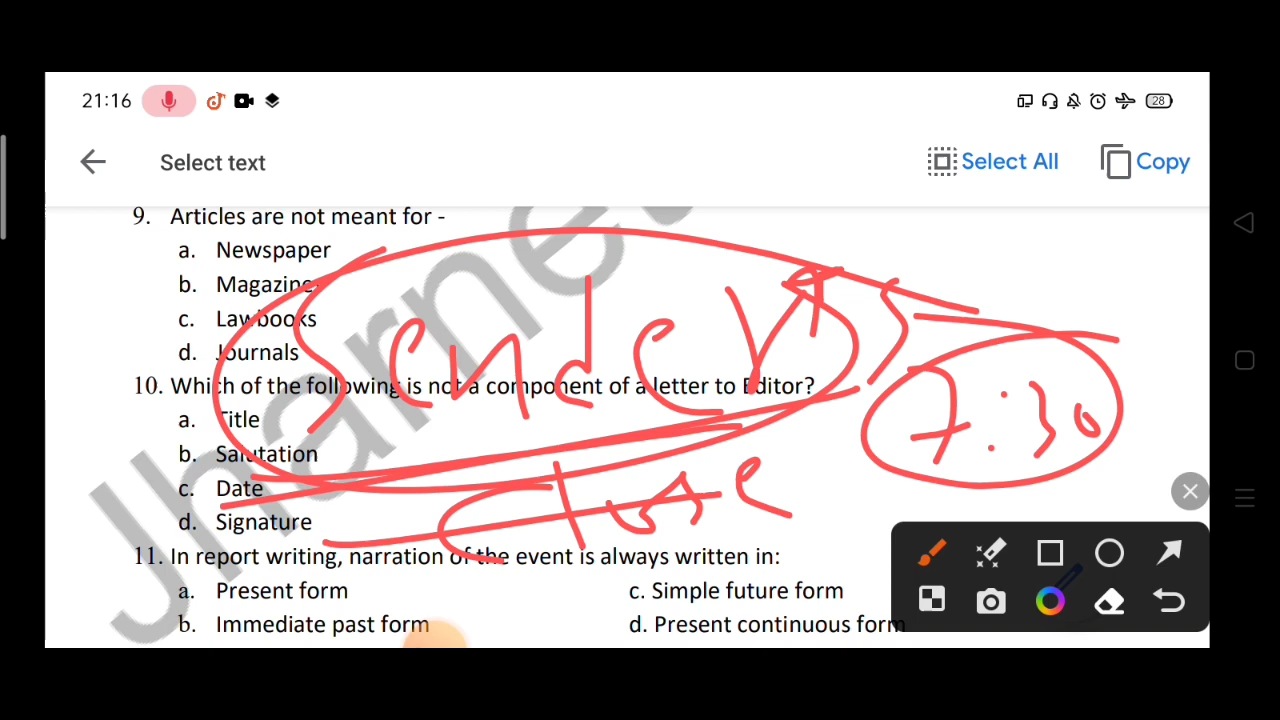 21:16
28
Select text
Select All
Copy
9. Articles are not meant for -
a. Newspaper
b. Magazine
c. Lawbooks
d. Journals
10. Which of the following is not a component of a letter to Editor?
a. Title
b. Salutation
c. Date
d. Signature
7:30
11. In report writing, narration of the event is always written in:
a. Present form
c. Simple future form
b. Immediate past form
d. Present continuous form